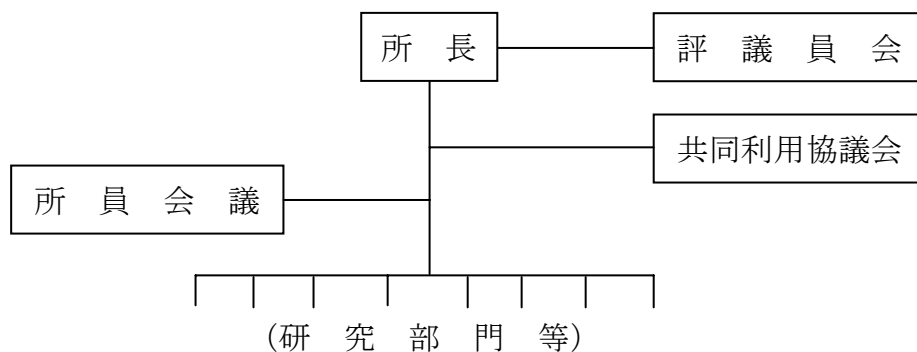 所長
評議員会
共同利用協議会
所員会議
(研究部門等)